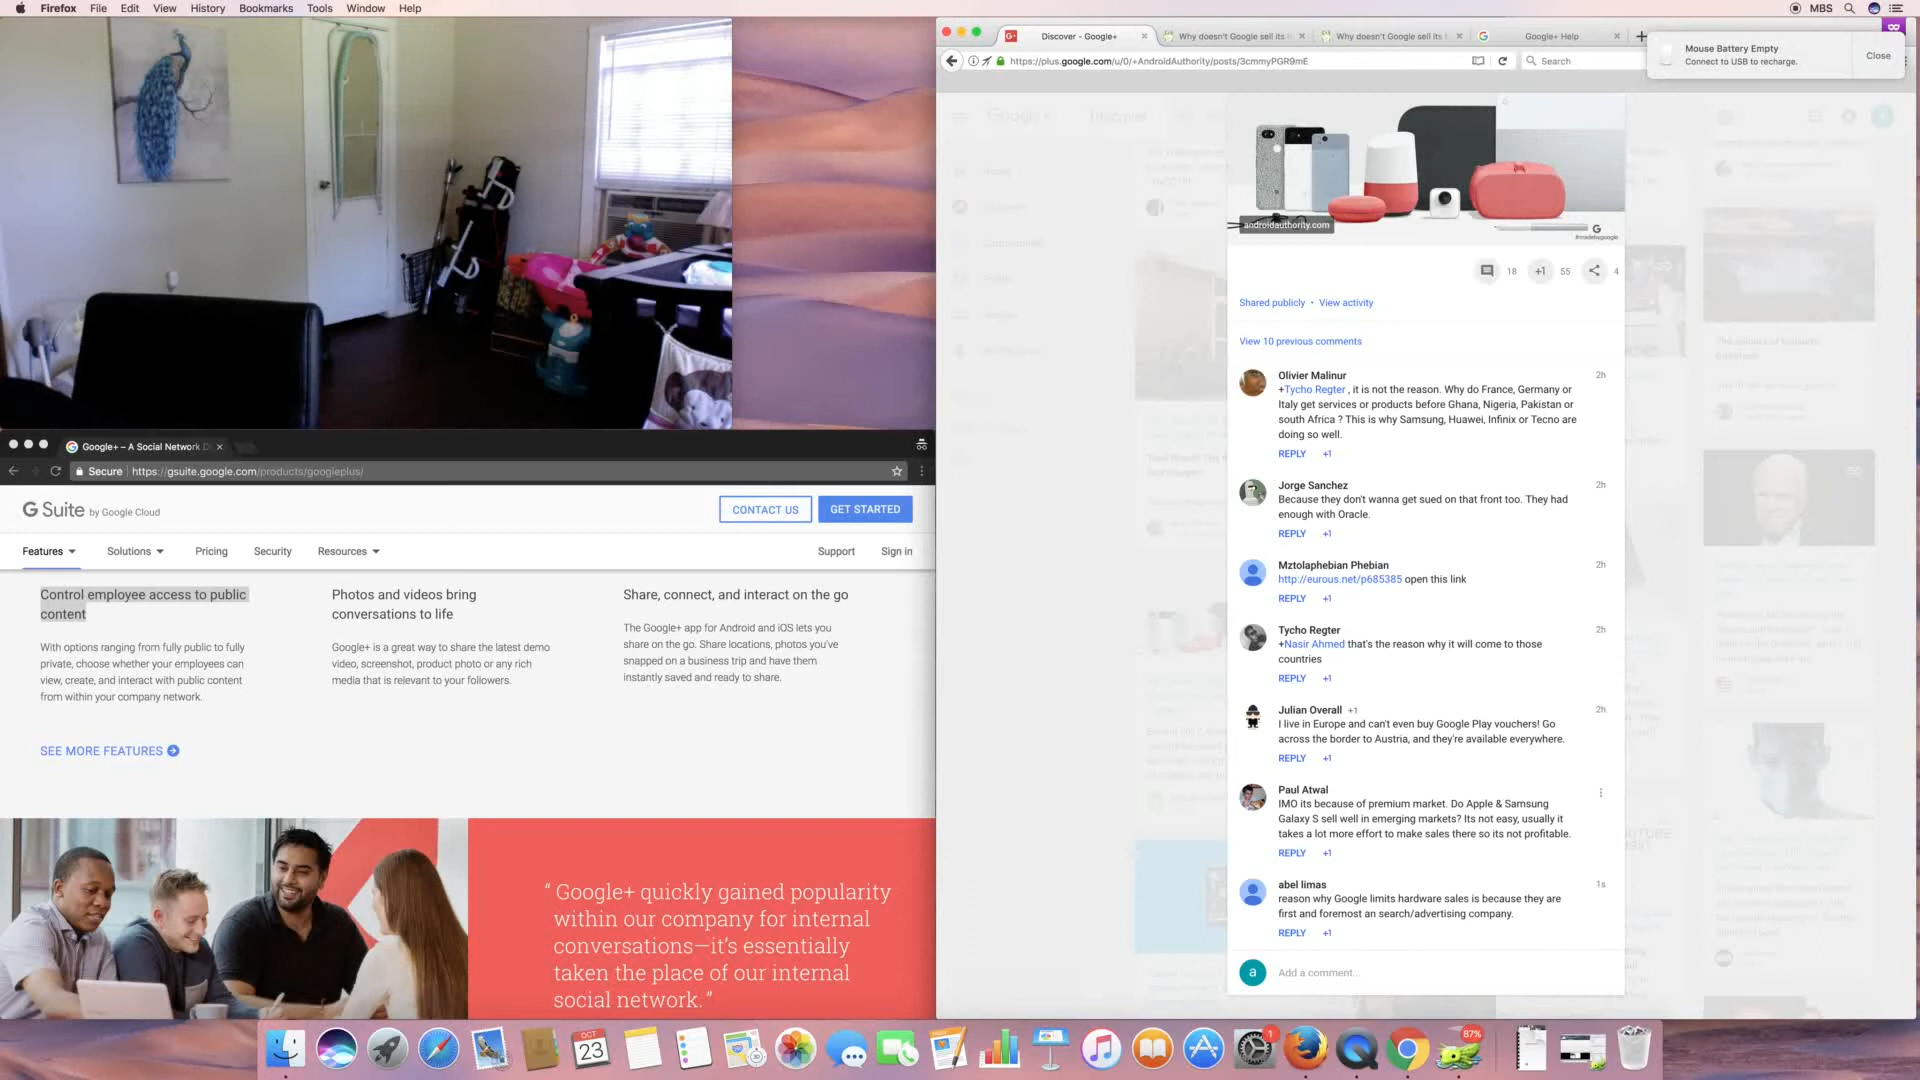 Firefox File Edit View History Bookmarks Tools Window Help
MBS
Discover - Google+
Why doesn't Google sell its
Why doesn't Google sell its
Google+ Help
https://plus.google.com/u/0/+AndroidAuthority/posts/3cmmyPGR9mE
Search
Mouse Battery Empty
Connect to USB to recharge.
Close
androidauthority.com
#madebygoogle
18 +1 55 4
Shared publicly • View activity
View 10 previous comments
Olivier Malinur 2h
+Tycho Regter , it is not the reason. Why do France, Germany or
Italy get services or products before Ghana, Nigeria, Pakistan or
south Africa ? This is why Samsung, Huawei, Infinix or Tecno are
doing so well.
REPLY +1
Jorge Sanchez 2h
Because they don't wanna get sued on that front too. They had
enough with Oracle.
REPLY +1
Mztolaphebian Phebian 2h
http://eurous.net/p685385 open this link
REPLY +1
Tycho Regter 2h
+Nasir Ahmed that's the reason why it will come to those
countries
REPLY +1
Julian Overall +1 2h
I live in Europe and can't even buy Google Play vouchers! Go
across the border to Austria, and they're available everywhere.
REPLY +1
Paul Atwal
IMO its because of premium market. Do Apple & Samsung
Galaxy S sell well in emerging markets? Its not easy, usually it
takes a lot more effort to make sales there so its not profitable.
REPLY +1
abel limas 1s
reason why Google limits hardware sales is because they are
first and foremost an search/advertising company.
REPLY +1
a Add a comment...
Google+ – A Social Network
Secure https://gsuite.google.com/products/googleplus/
G Suite by Google Cloud
CONTACT US GET STARTED
Features Solutions Pricing Security Resources Support Sign in
Control employee access to public
content
With options ranging from fully public to fully
private, choose whether your employees can
view, create, and interact with public content
from within your company network.
Photos and videos bring
conversations to life
Google+ is a great way to share the latest demo
video, screenshot, product photo or any rich
media that is relevant to your followers.
Share, connect, and interact on the go
The Google+ app for Android and iOS lets you
share on the go. Share locations, photos you've
snapped on a business trip and have them
instantly saved and ready to share.
SEE MORE FEATURES
“ Google+ quickly gained popularity
within our company for internal
conversations—it's essentially
taken the place of our internal
social network. ”
OCT
23
1
87%